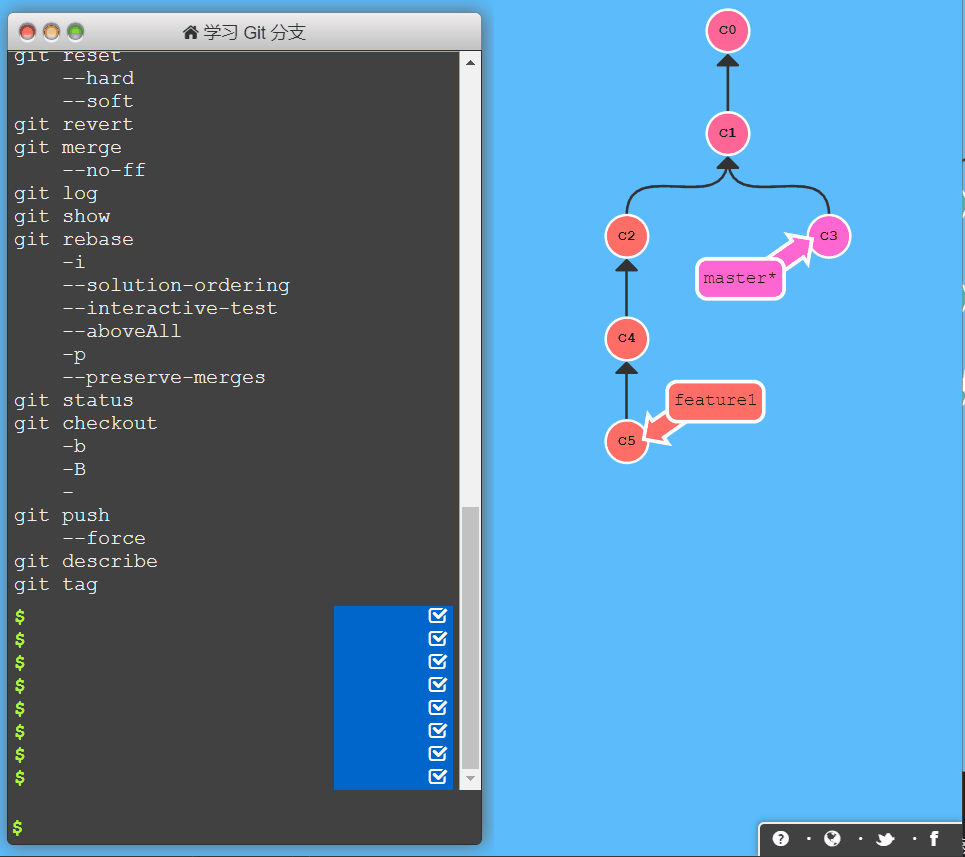 学习 Git 分支
git reset
--hard
--soft
git revert
git merge
--no-ff
git log
git show
git rebase
-i
--solution-ordering
--interactive-test
--aboveAll
-p
--preserve-merges
git status
git checkout
-b
-B
-
git push
--force
git describe
git tag
$
$
$
$
$
$
$
$
$
C0
C1
C2
C3
master*
C4
feature1
C5